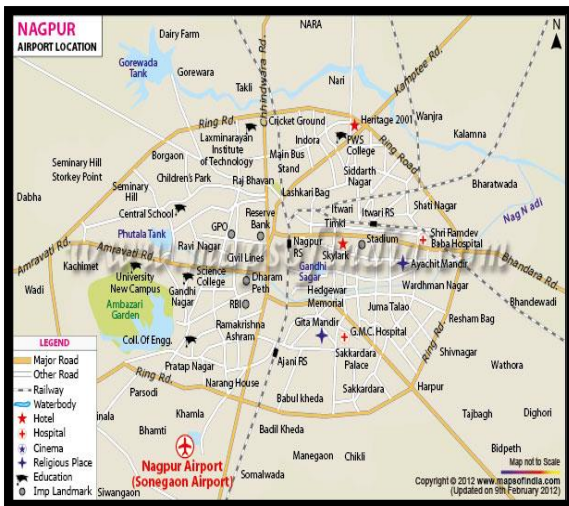 NAGPUR
AIRPORT LOCATION
NARA
N
Dairy Farm
Gorewada
Tank
Gorewara
Takli
Chhindwara Rd.
Nari
Kamptee Rd.
Ring Rd.
Cricket Ground
Heritage 2001
Wanjra
Laxminarayan
Institute
of Technology
Indora
PWS
College
Kalamna
Ring Road
Main Bus
Stand
Borgaon
Seminary Hill
Storkey Point
Children's Park
Raj Bhavan
Siddarth
Nagar
Lashkari Bag
Bharatwada
Dabha
Seminary
Hill
Central School
Reserve
Bank
Itwari
Itwari RS
Shati Nagar
Nag Nadi
Timki
GPO
Phutala Tank
Shri Ramdev
Baba Hospital
Amravati Rd.
Amravati Rd.
Ravi Nagar
Nagpur
RS
Stadium
Skylark
Civil Lines
Kachimet
Gandhi
Sagar
Ayachit Mandir
Bhandara Rd.
Wadi
University
New Campus
Science
College
Dharam
Peth
Gandhi
Nagar
Hedgewar
Memorial
Wardhman Nagar
Bhandewadi
Ambazari
Garden
RBI
Juma Talao
Ramakrishna
Ashram
Gita Mandir
Resham Bag
Coll. Of Engg.
G.M.C. Hospital
Ring Rd.
LEGEND
Major Road
Other Road
Railway
Waterbody
Hotel
Hospital
Cinema
Religious Place
Education
Imp Landmark
Ajani RS
Sakkardara
Palace
Shivnagar
Wathora
Pratap Nagar
Ring Rd.
Narang House
Sakkardara
Harpur
Parsodi
Babul kheda
Khamla
Tajbagh
Dighori
inala
Bhamti
Badil Kheda
Bidpeth
Manegaon
Chikli
Nagpur Airport
(Sonegaon Airport)
Somalwada
Siwangaon
Map not to Scale
Copyright © 2012 www.mapsofindia.com
(Updated on 9th February 2012)